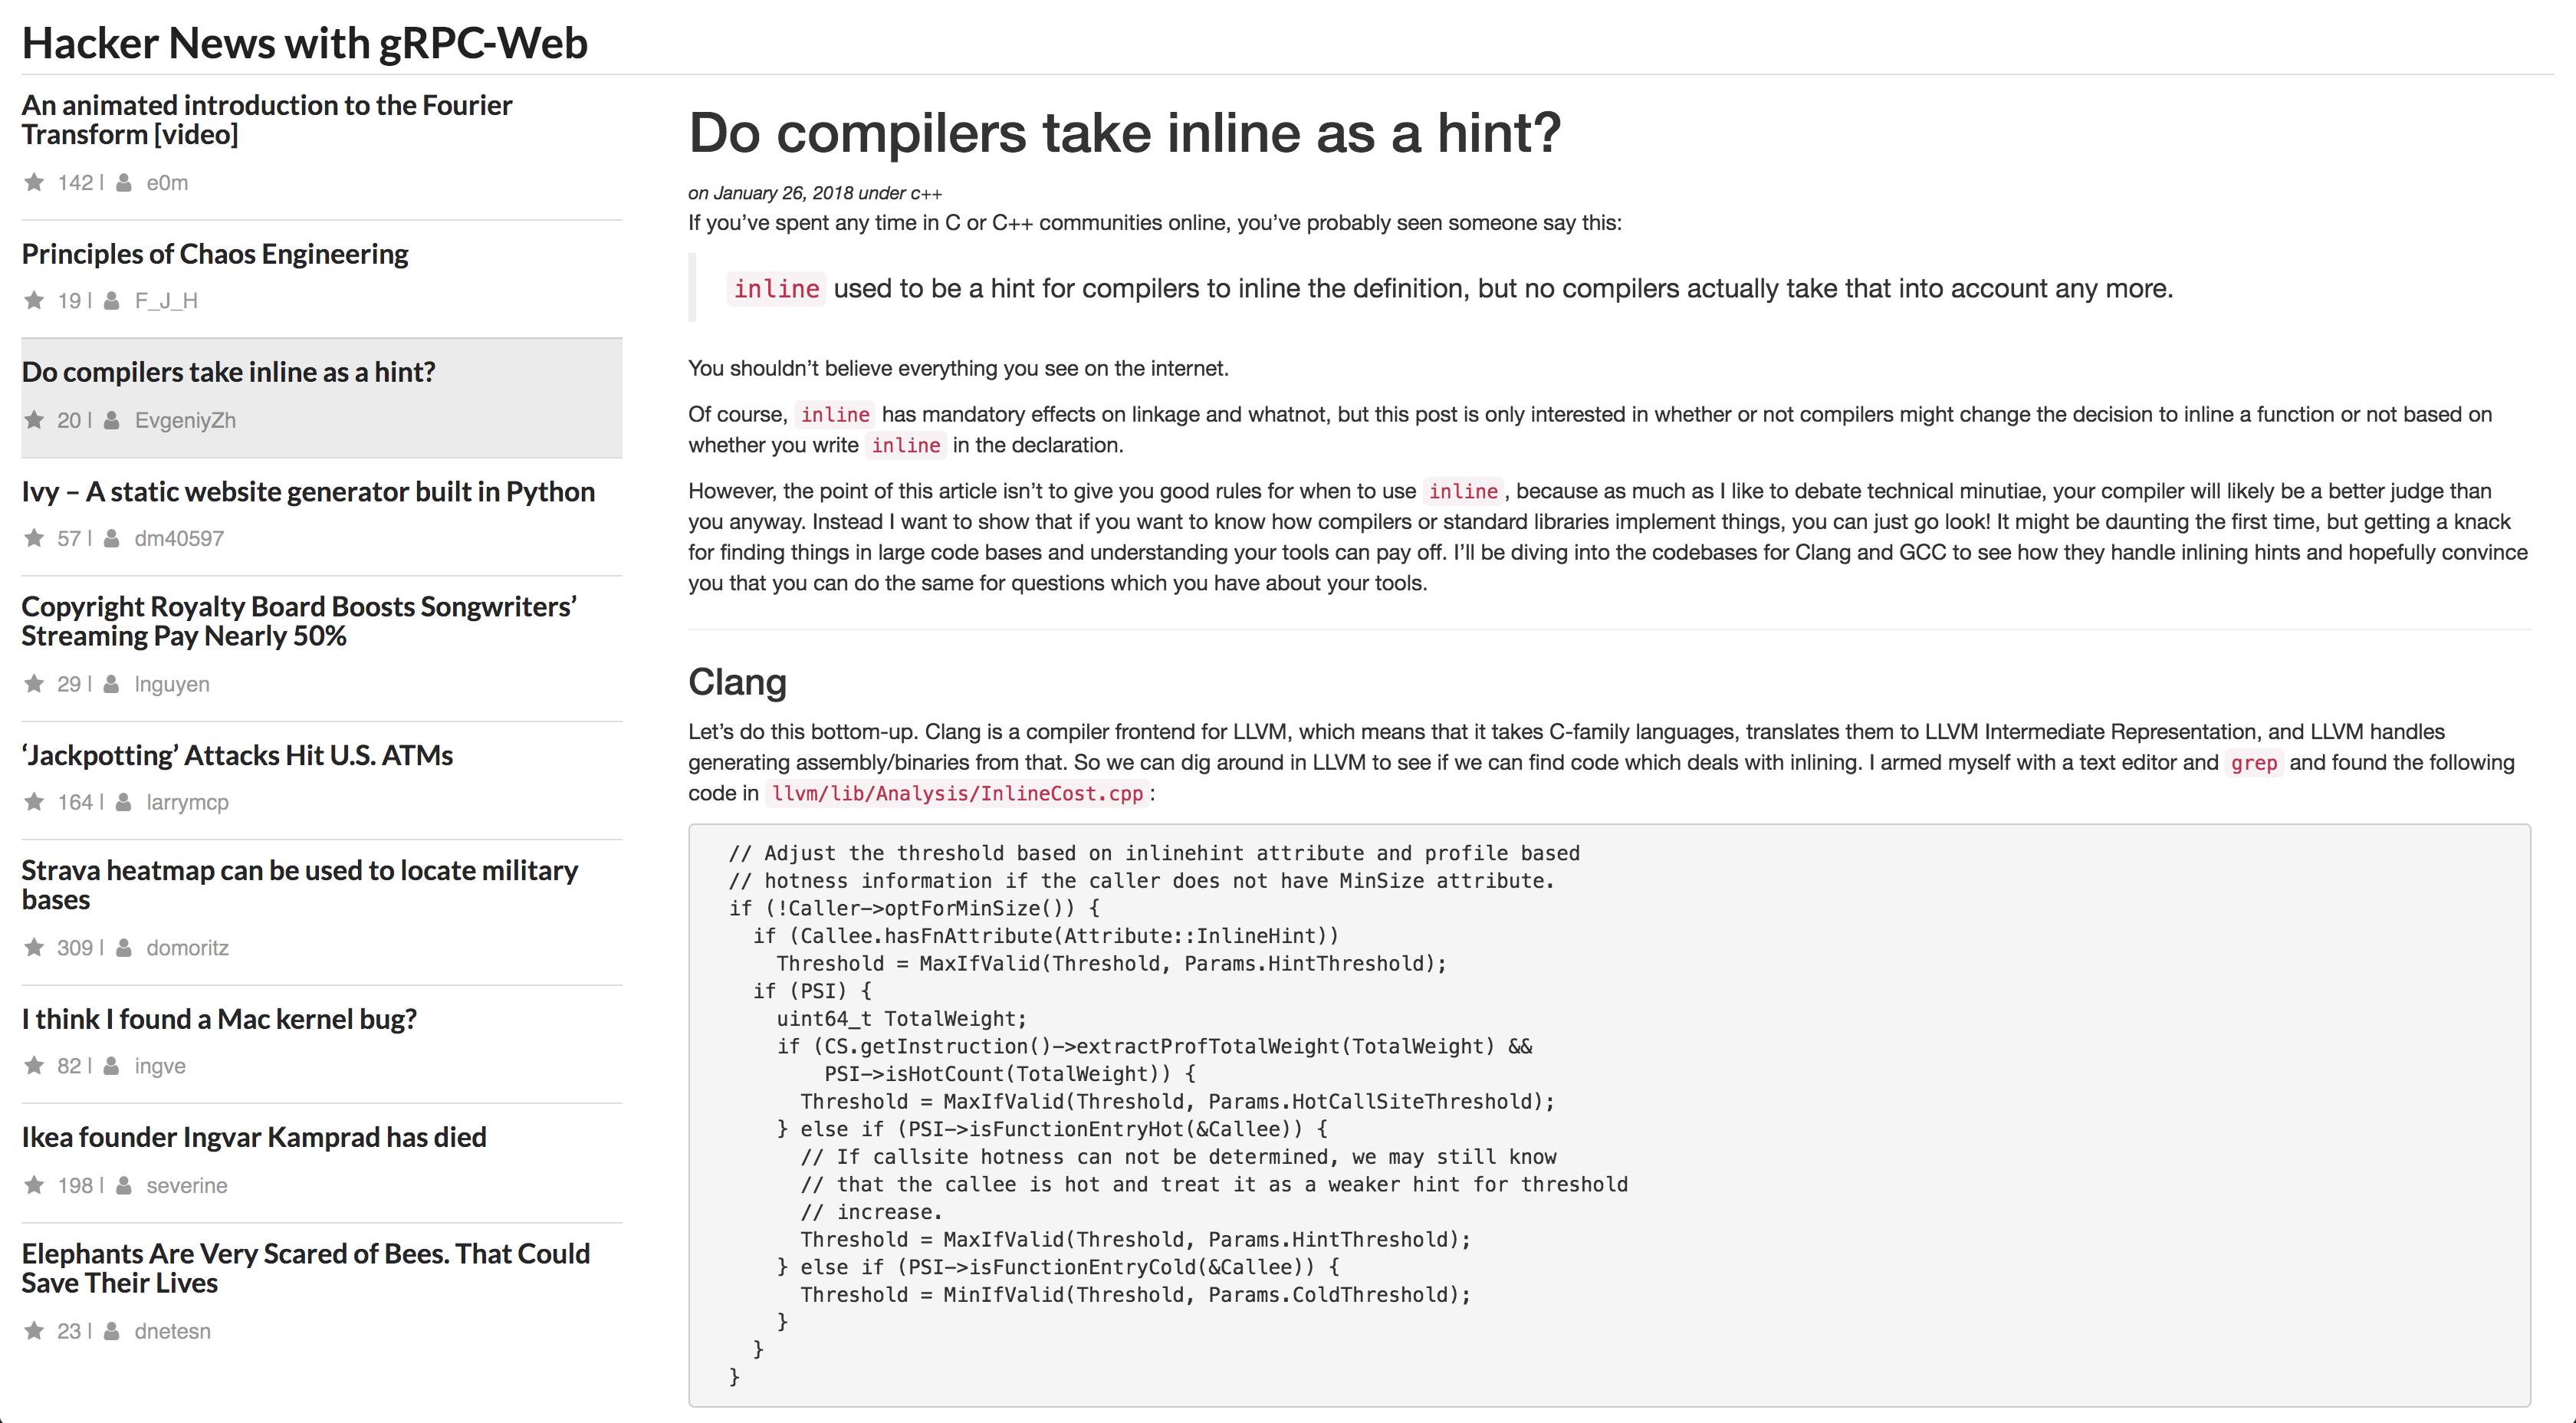 Hacker News with gRPC-Web
An animated introduction to the Fourier
Transform [video]
142 | e0m
Principles of Chaos Engineering
19 | F_J_H
Do compilers take inline as a hint?
20 | EvgeniyZh
Ivy – A static website generator built in Python
57 | dm40597
Copyright Royalty Board Boosts Songwriters’
Streaming Pay Nearly 50%
29 | lnguyen
‘Jackpotting’ Attacks Hit U.S. ATMs
164 | larrymcp
Strava heatmap can be used to locate military
bases
309 | domoritz
I think I found a Mac kernel bug?
82 | ingve
Ikea founder Ingvar Kamprad has died
198 | severine
Elephants Are Very Scared of Bees. That Could
Save Their Lives
23 | dnetesn
Do compilers take inline as a hint?
on January 26, 2018 under c++
If you’ve spent any time in C or C++ communities online, you’ve probably seen someone say this:
inline used to be a hint for compilers to inline the definition, but no compilers actually take that into account any more.
You shouldn’t believe everything you see on the internet.
Of course, inline has mandatory effects on linkage and whatnot, but this post is only interested in whether or not compilers might change the decision to inline a function or not based on
whether you write inline in the declaration.
However, the point of this article isn’t to give you good rules for when to use inline, because as much as I like to debate technical minutiae, your compiler will likely be a better judge than
you anyway. Instead I want to show that if you want to know how compilers or standard libraries implement things, you can just go look! It might be daunting the first time, but getting a knack
for finding things in large code bases and understanding your tools can pay off. I’ll be diving into the codebases for Clang and GCC to see how they handle inlining hints and hopefully convince
you that you can do the same for questions which you have about your tools.
Clang
Let’s do this bottom-up. Clang is a compiler frontend for LLVM, which means that it takes C-family languages, translates them to LLVM Intermediate Representation, and LLVM handles
generating assembly/binaries from that. So we can dig around in LLVM to see if we can find code which deals with inlining. I armed myself with a text editor and grep and found the following
code in llvm/lib/Analysis/InlineCost.cpp:
// Adjust the threshold based on inlinehint attribute and profile based
// hotness information if the caller does not have MinSize attribute.
if (!Caller->optForMinSize()) {
  if (Callee.hasFnAttribute(Attribute::InlineHint))
    Threshold = MaxIfValid(Threshold, Params.HintThreshold);
  if (PSI) {
    uint64_t TotalWeight;
    if (CS.getInstruction()->extractProfTotalWeight(TotalWeight) &&
        PSI->isHotCount(TotalWeight)) {
      Threshold = MaxIfValid(Threshold, Params.HotCallSiteThreshold);
    } else if (PSI->isFunctionEntryHot(&Callee)) {
      // If callsite hotness can not be determined, we may still know
      // that the callee is hot and treat it as a weaker hint for threshold
      // increase.
      Threshold = MaxIfValid(Threshold, Params.HintThreshold);
    } else if (PSI->isFunctionEntryCold(&Callee)) {
      Threshold = MinIfValid(Threshold, Params.ColdThreshold);
    }
  }
}